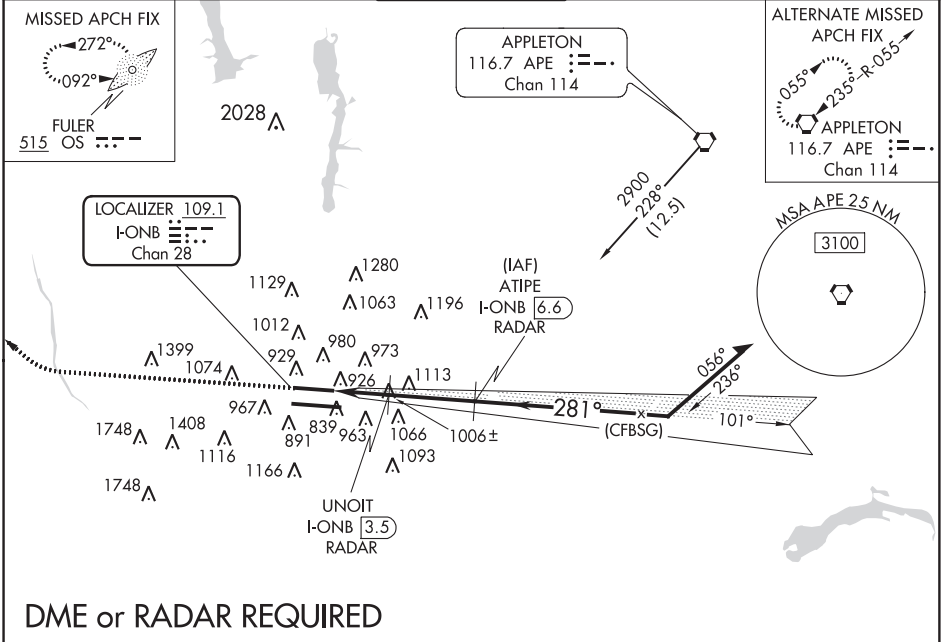 MISSED APCH FIX
272°
092°
FULER
515 OS
2028
APPLETON
116.7 APE
Chan 114
ALTERNATE MISSED
APCH FIX
055°
235°
R-055
APPLETON
116.7 APE
Chan 114
2900
228°
(12.5)
LOCALIZER 109.1
I-ONB
Chan 28
MSA APE 25 NM
3100
1280
1129
1063
1196
(IAF)
ATIPE
I-ONB 6.6
RADAR
1012
980
973
929
1399
1074
926
1113
056°
236°
281°
(CFBSG)
101°
967
839
963
1066
1006±
891
1748
1408
1116
1166
1093
1748
UNOIT
I-ONB 3.5
RADAR
DME or RADAR REQUIRED